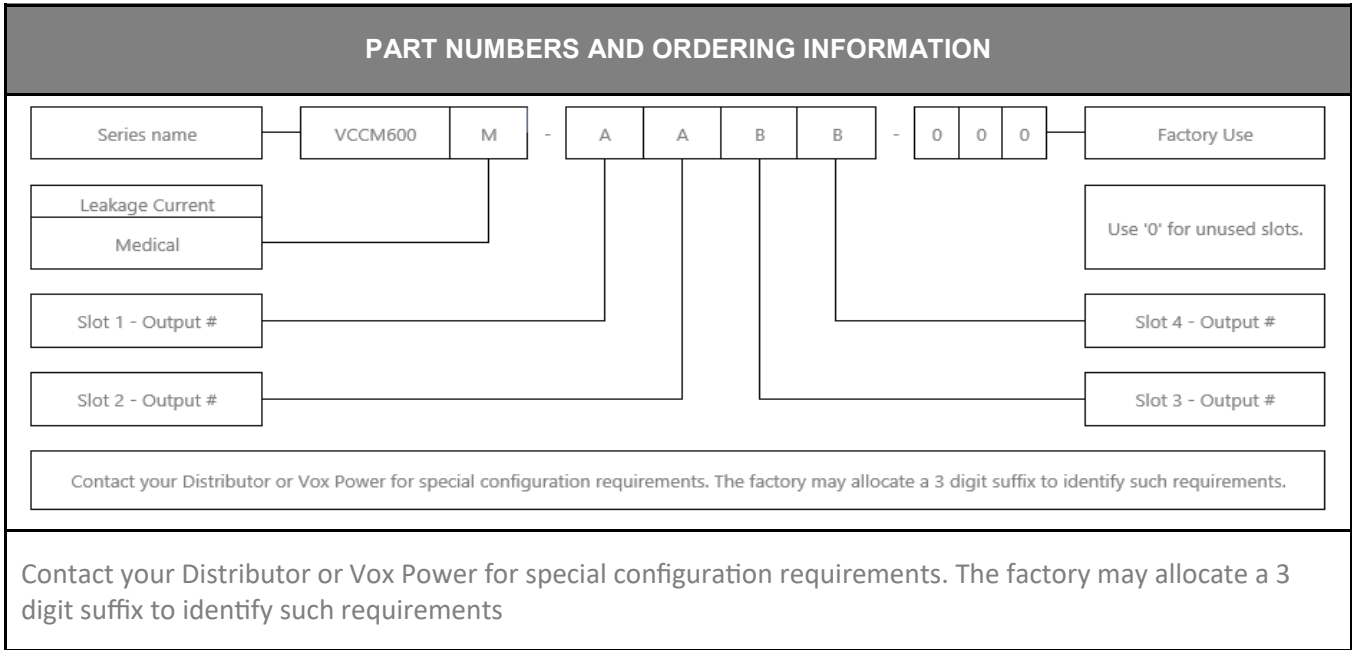 PART NUMBERS AND ORDERING INFORMATION
Series name VCCM600 M - A A B B - 0 0 0 Factory Use
Leakage Current
Medical
Use '0' for unused slots.
Slot 1 - Output # Slot 4 - Output #
Slot 2 - Output # Slot 3 - Output #
Contact your Distributor or Vox Power for special configuration requirements. The factory may allocate a 3 digit suffix to identify such requirements.
Contact your Distributor or Vox Power for special configuration requirements. The factory may allocate a 3
digit suffix to identify such requirements